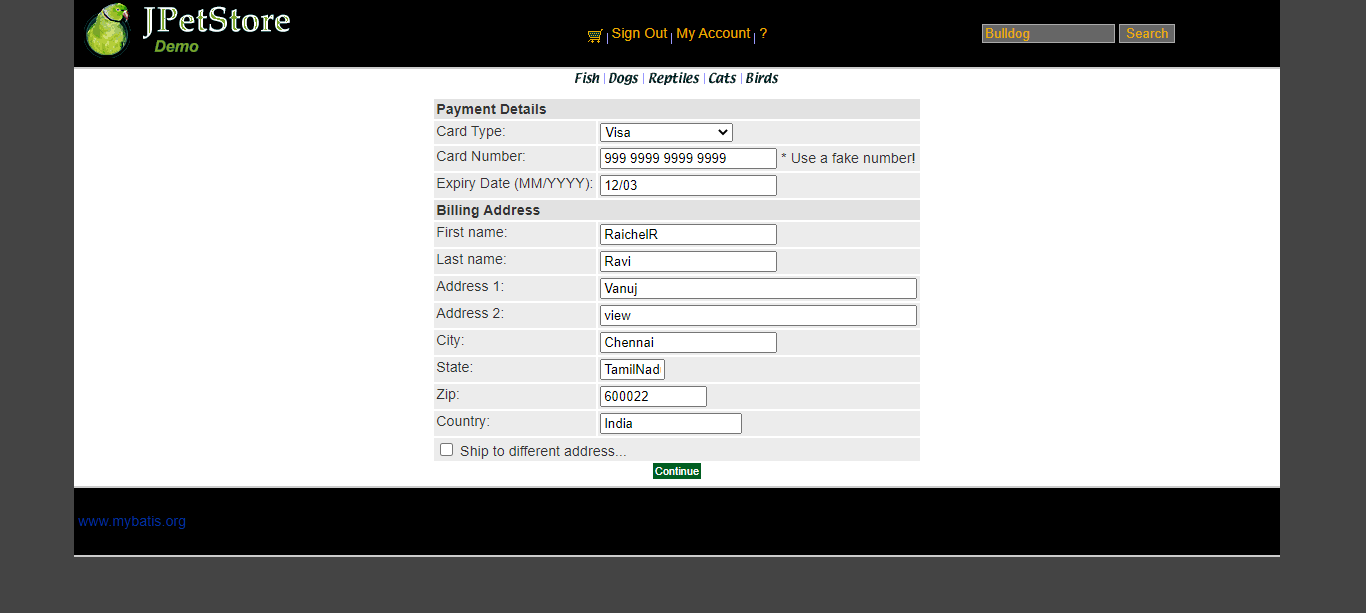 JPetStore
Demo
Sign Out | My Account | ?
Bulldog Search
Fish | Dogs | Reptiles | Cats | Birds
Payment Details
Card Type: Visa
Card Number: 999 9999 9999 9999 * Use a fake number!
Expiry Date (MM/YYYY): 12/03
Billing Address
First name: RaichelR
Last name: Ravi
Address 1: Vanuj
Address 2: view
City: Chennai
State: TamilNad
Zip: 600022
Country: India
Ship to different address...
Continue
www.mybatis.org